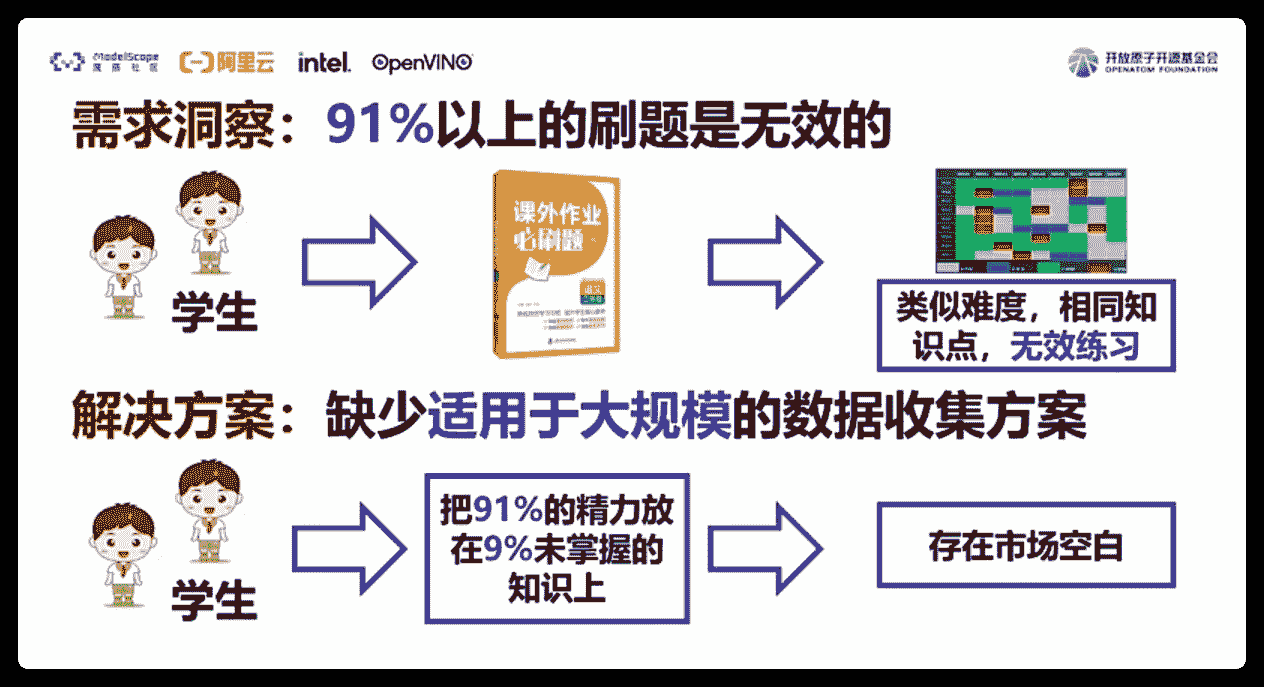 ModelScope
魔搭社区
阿里云
intel.
OpenVINO
开放原子开源基金会
OPENATOM FOUNDATION
需求洞察：91%以上的刷题是无效的
学生
课外作业
必刷题
类似难度，相同知
识点，无效练习
解决方案：缺少适用于大规模的数据收集方案
学生
把91%的精力放
在9%未掌握的
知识上
存在市场空白